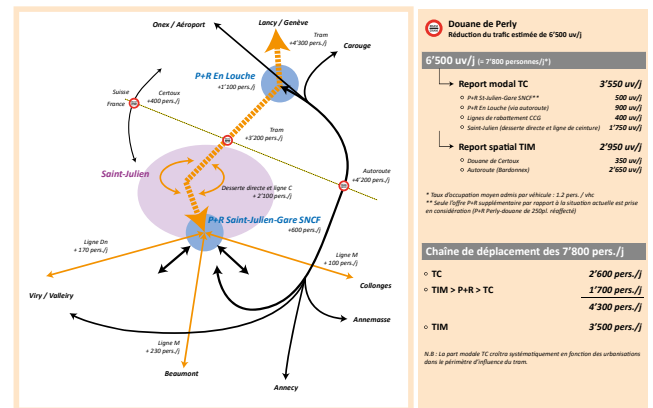 Onex / Aéroport
Lancy / Genève
Tram
+4'300 pers./j
Carouge
P+R En Louche
+1'100 pers./j
Suisse
France
Certoux
+400 pers./j
Tram
+3'200 pers./j
Saint-Julien
Autoroute
+4'200 pers./j
Desserte directe et ligne C
+ 2'100 pers./j
P+R Saint-Julien-Gare SNCF
+600 pers./j
Ligne Dn
+ 170 pers./j
Ligne M
+ 100 pers./j
Viry / Valleiry
Collonges
Annemasse
Ligne M
+ 230 pers./j
Beaumont
Annecy
Douane de Perly
Réduction du trafic estimée de 6'500 uv/j
6'500 uv/j (= 7'800 personnes/j*)
Report modal TC 3'550 uv/j
P+R St-Julien-Gare SNCF** 500 uv/j
P+R En Louche (via autoroute) 900 uv/j
Lignes de rabattement CCG 400 uv/j
Saint-Julien (desserte directe et ligne de ceinture) 1'750 uv/j
Report spatial TIM 2'950 uv/j
Douane de Certoux 350 uv/j
Autoroute (Bardonnex) 2'650 uv/j
* Taux d'occupation moyen admis par véhicule : 1.2 pers. / vhc
** Seule l'offre P+R supplémentaire par rapport à la situation actuelle est prise
en considération (P+R Perly-douane de 250pl. réaffecté)
Chaîne de déplacement des 7'800 pers./j
TC 2'600 pers./j
TIM > P+R > TC 1'700 pers./j
4'300 pers./j
TIM 3'500 pers./j
N.B : La part modale TC croîtra systématiquement en fonction des urbanisations
dans le périmètre d'influence du tram.